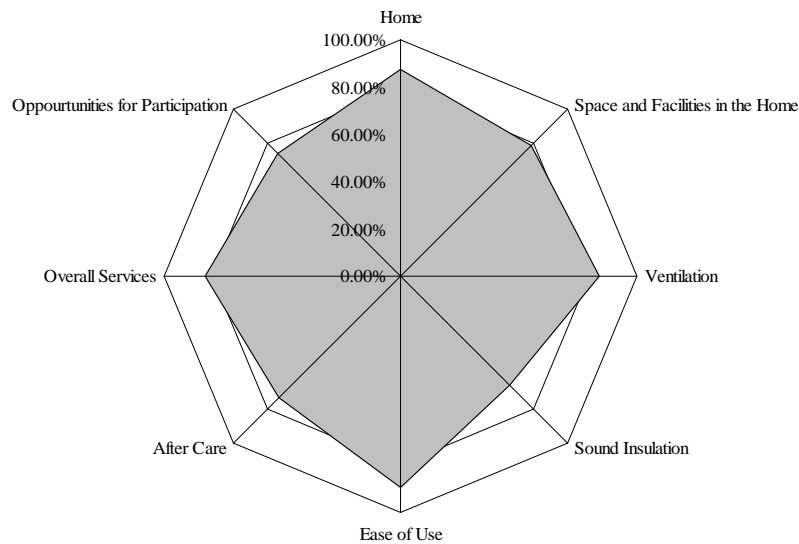 Home
100.00%
80.00%
60.00%
40.00%
20.00%
0.00%
Oppourtunities for Participation
Space and Facilities in the Home
Overall Services
Ventilation
After Care
Sound Insulation
Ease of Use